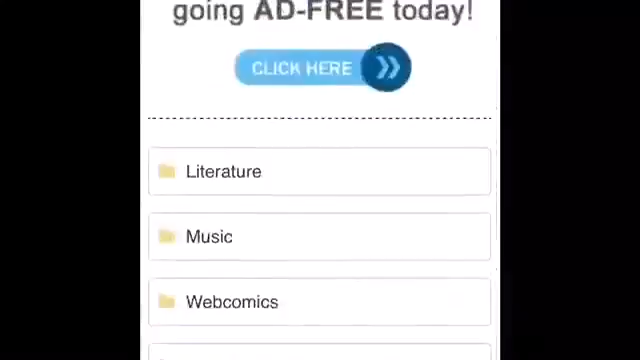 going AD-FREE today!
CLICK HERE
Literature
Music
Webcomics